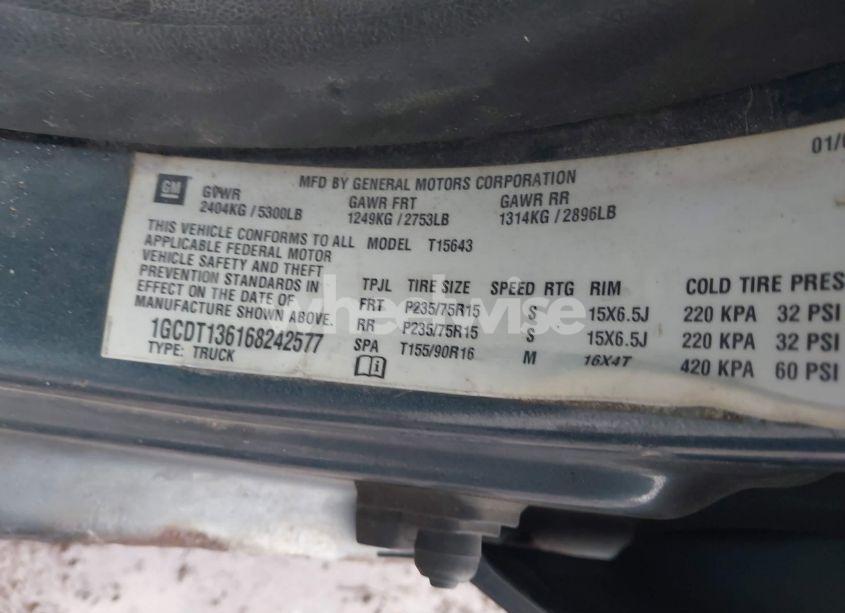 01/0
MFD BY GENERAL MOTORS CORPORATION
GM GVWR GAWR FRT GAWR RR
2404KG / 5300LB 1249KG / 2753LB 1314KG / 2896LB
THIS VEHICLE CONFORMS TO ALL MODEL T15643
APPLICABLE FEDERAL MOTOR
VEHICLE SAFETY AND THEFT
PREVENTION STANDARDS IN
EFFECT ON THE DATE OF
MANUFACTURE SHOWN ABOVE.
1GCDT136168242577
TYPE: TRUCK
TPJL TIRE SIZE SPEED RTG RIM COLD TIRE PRES
FRT P235/75R15 S 15X6.5J 220 KPA 32 PSI
RR P235/75R15 S 15X6.5J 220 KPA 32 PSI
SPA T155/90R16 M 16X4T 420 KPA 60 PSI
wheelwise